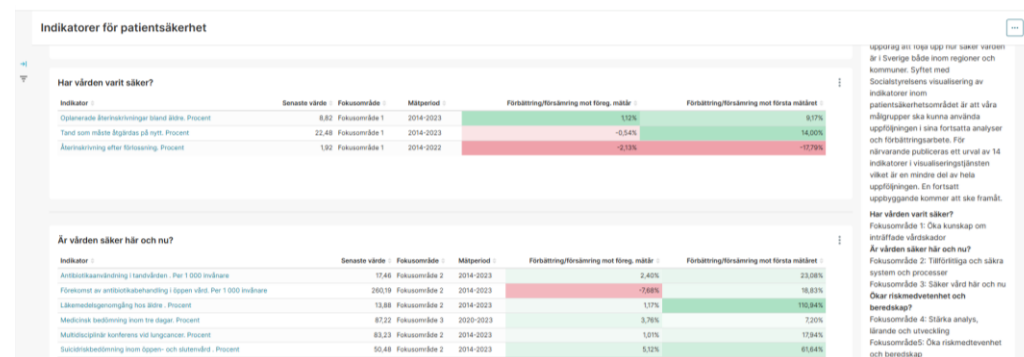 Indikatorer för patientsäkerhet
...
Har vården varit säker?
Indikator Senaste värde Fokusområde Mätperiod Förbättring/försämring mot föreg. mätår Förbättring/försämring mot första mätåret
Oplanerade återinskrivningar bland äldre. Procent 8,82 Fokusområde 1 2014-2023 1,12% 9,17%
Tand som måste åtgärdas på nytt. Procent 22,48 Fokusområde 1 2014-2023 -0,54% 14,00%
Återinskrivning efter förlossning. Procent 1,92 Fokusområde 1 2014-2022 -2,13% -17,79%
Är vården säker här och nu?
Indikator Senaste värde Fokusområde Mätperiod Förbättring/försämring mot föreg. mätår Förbättring/försämring mot första mätåret
Antibiotikaanvändning i tandvården . Per 1 000 invånare 17,46 Fokusområde 2 2014-2023 2,40% 23,08%
Förekomst av antibiotikabehandling i öppen vård. Per 1 000 invånare 260,19 Fokusområde 2 2014-2023 -7,68% 18,83%
Läkemedelsgenomgång hos äldre . Procent 13,88 Fokusområde 2 2014-2023 1,17% 110,94%
Medicinsk bedömning inom tre dagar. Procent 87,22 Fokusområde 3 2020-2023 3,76% 7,20%
Multidisciplinär konferens vid lungcancer. Procent 83,23 Fokusområde 2 2014-2023 1,01% 17,94%
Suicidriskbedömning inom öppen- och slutenvård . Procent 50,48 Fokusområde 2 2014-2023 5,12% 61,64%
uppdrag att följa upp hur säker vården
är i Sverige både inom regioner och
kommuner. Syftet med
Socialstyrelsens visualisering av
indikatorer inom
patientsäkerhetsområdet är att våra
målgrupper ska kunna använda
uppföljningen i sina fortsatta analyser
och förbättringsarbete. För
närvarande publiceras ett urval av 14
indikatorer i visualiseringstjänsten
vilket är en mindre del av hela
uppföljningen. En fortsatt
uppbyggande kommer att ske framåt.
Har vården varit säker?
Fokusområde 1: Öka kunskap om
inträffade vårdskador
Är vården säker här och nu?
Fokusområde 2: Tillförlitliga och säkra
system och processer
Fokusområde 3: Säker vård här och nu
Ökar riskmedvetenhet och
beredskap?
Fokusområde 4: Stärka analys,
lärande och utveckling
Fokusområde5: Öka riskmedtevenhet
och beredskap